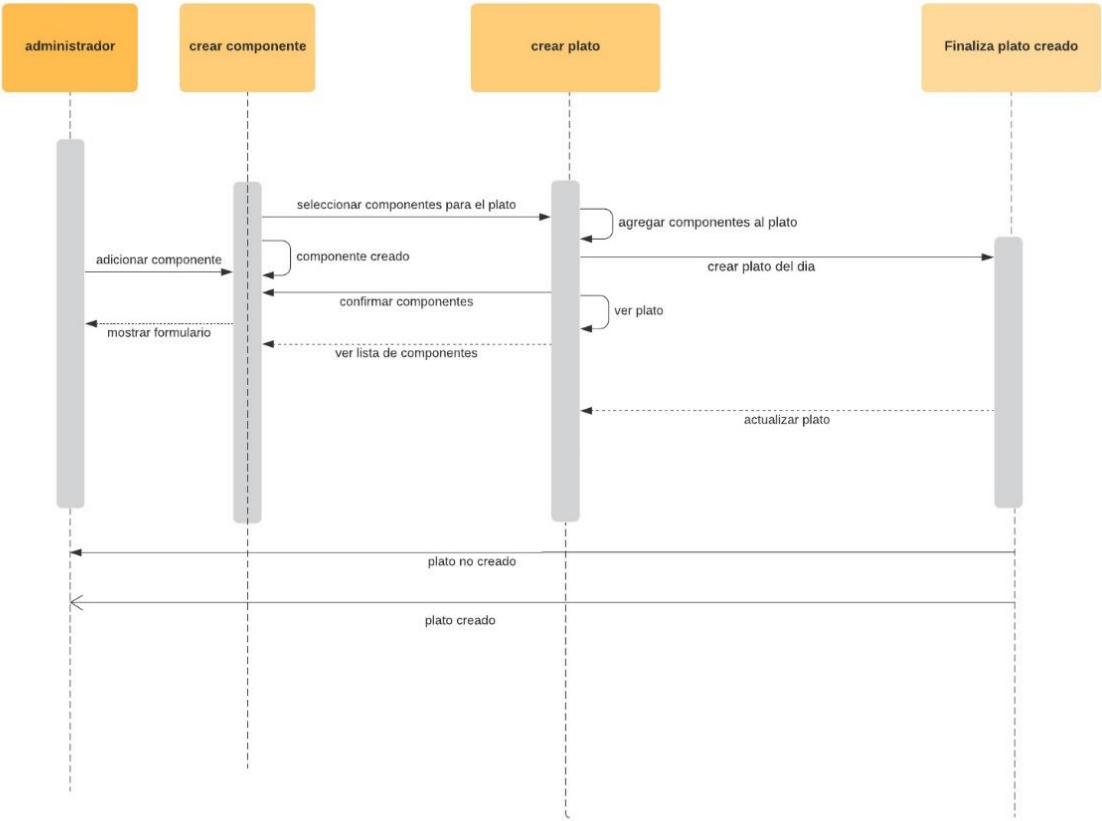 administrador
crear componente
crear plato
Finaliza plato creado
seleccionar componentes para el plato
agregar componentes al plato
adicionar componente
componente creado
crear plato del dia
confirmar componentes
ver plato
mostrar formulario
ver lista de componentes
actualizar plato
plato no creado
plato creado